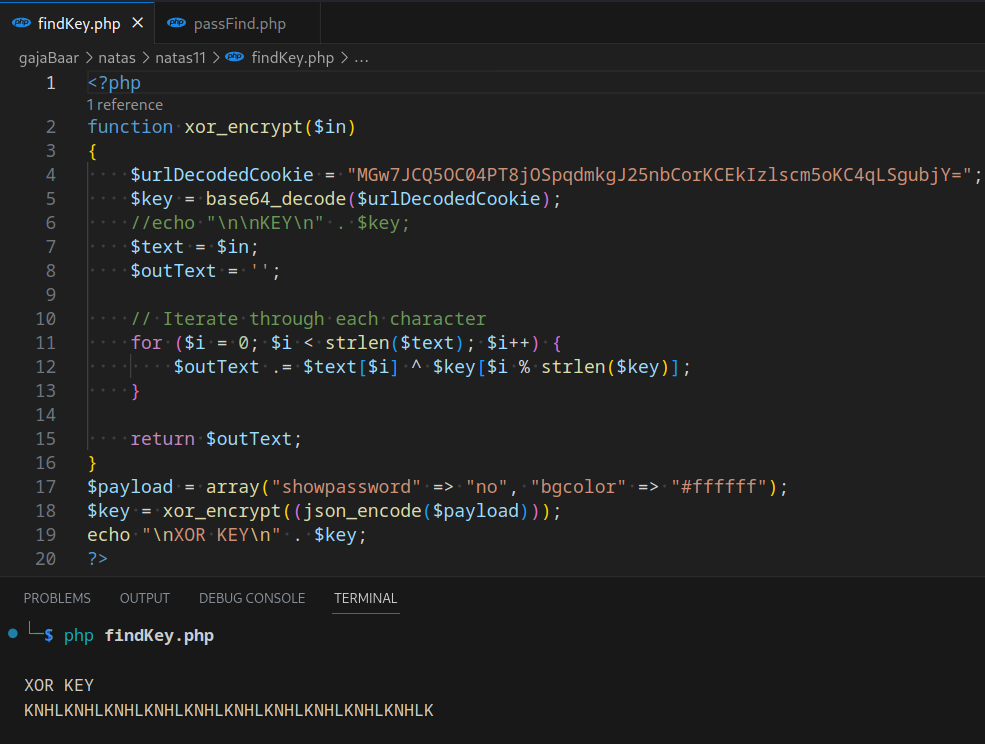 findKey.php passFind.php
gajaBaar > natas > natas11 > findKey.php > ...
1 <?php
1 reference
2 function xor_encrypt($in)
3 {
4 $urlDecodedCookie = "MGw7JCQ5OC04PT8jOSpqdmkgJ25nbCorKCEkIzlscm5oKC4qLSgubjY=";
5 $key = base64_decode($urlDecodedCookie);
6 //echo "\n\nKEY\n" . $key;
7 $text = $in;
8 $outText = '';
9
10 // Iterate through each character
11 for ($i = 0; $i < strlen($text); $i++) {
12 $outText .= $text[$i] ^ $key[$i % strlen($key)];
13 }
14
15 return $outText;
16 }
17 $payload = array("showpassword" => "no", "bgcolor" => "#ffffff");
18 $key = xor_encrypt((json_encode($payload)));
19 echo "\nXOR KEY\n" . $key;
20 ?>
PROBLEMS OUTPUT DEBUG CONSOLE TERMINAL
└─$ php findKey.php
XOR KEY
KNHLKNHLKNHLKNHLKNHLKNHLKNHLKNHLKNHLKNHLK